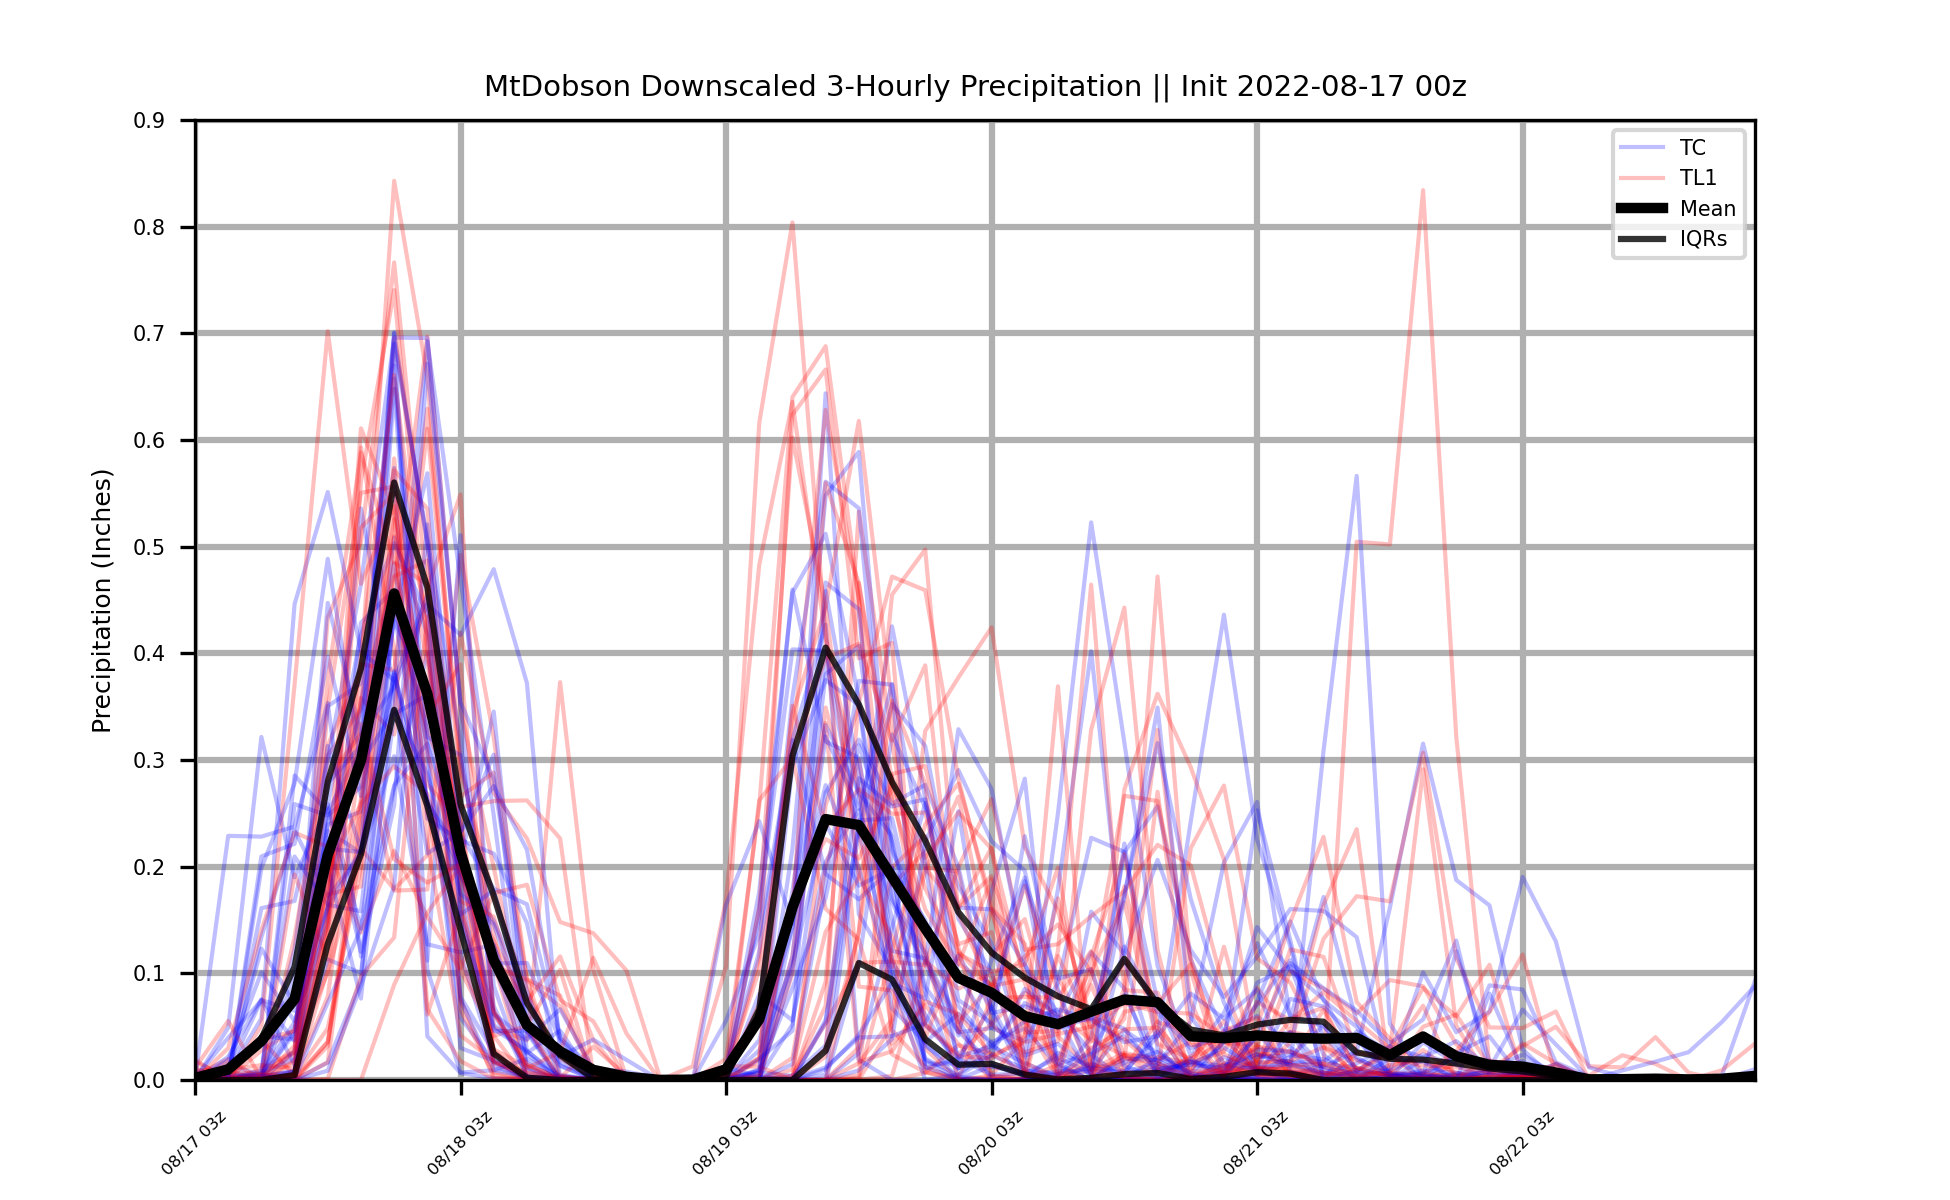 MtDobson Downscaled 3-Hourly Precipitation || Init 2022-08-17 00z
TC
TL1
Mean
IQRs
Precipitation (Inches)
0.9
0.8
0.7
0.6
0.5
0.4
0.3
0.2
0.1
0.0
08/17 03z
08/18 03z
08/19 03z
08/20 03z
08/21 03z
08/22 03z